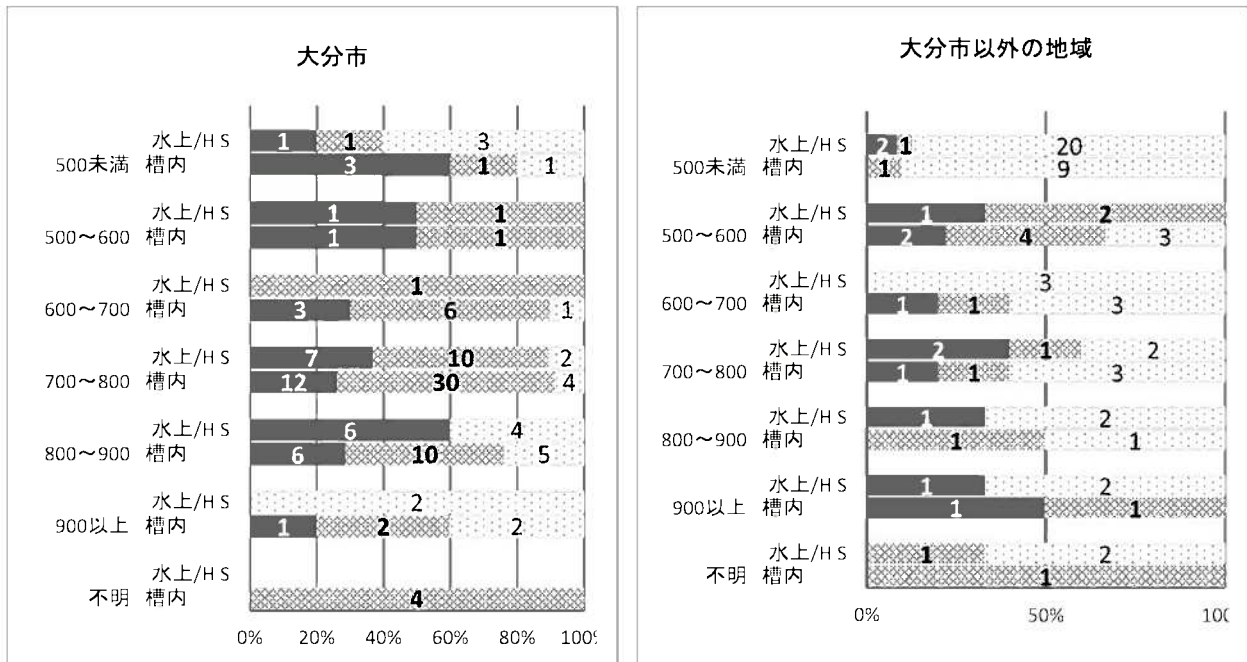 大分市
水上/HS 1 1 3
500未満 槽内 3 1 1
水上/HS 1 1
500～600 槽内 1 1
水上/HS 1
600～700 槽内 3 6 1
水上/HS 7 10 2
700～800 槽内 12 30 4
水上/HS 6 4
800～900 槽内 6 10 5
水上/HS 2
900以上 槽内 1 2 2
水上/HS
不明 槽内 4
0% 20% 40% 60% 80% 100%
大分市以外の地域
水上/HS 2 1 20
500未満 槽内 1 9
水上/HS 1 2
500～600 槽内 2 4 3
水上/HS 3
600～700 槽内 1 1 3
水上/HS 2 1 2
700～800 槽内 1 1 3
水上/HS 1 2
800～900 槽内 1 1
水上/HS 1 2
900以上 槽内 1 1
水上/HS 1 2
不明 槽内 1
0% 50% 100